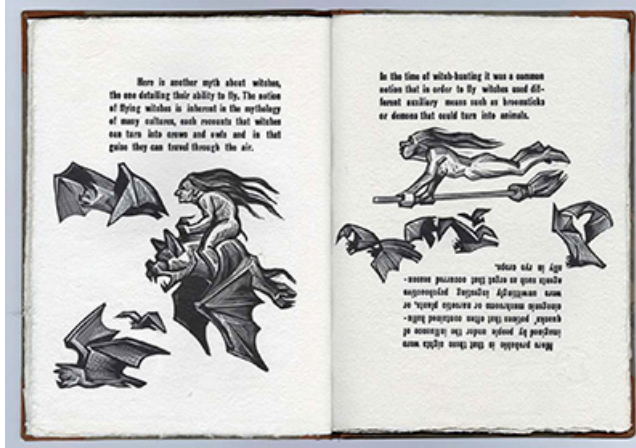 Here is another myth about witches,
the one detailing their ability to fly. The notion
of flying witches is inherent in the mythology
of many cultures, each recounts that witches
can turn into crows and owls and in that
guise they can travel through the air.
In the time of witch-hunting it was a common
notion that in order to fly witches used dif-
ferent auxiliary means such as broomsticks
or demons that could turn into animals.
More probable is that these were
imagined by people under the influence of
quacks' potions that often contained hallu-
cinogenic mushrooms or narcotic plants, or
were unwittingly ingesting psychoactive
agents such as ergot that occurred season-
ally in rye crops.